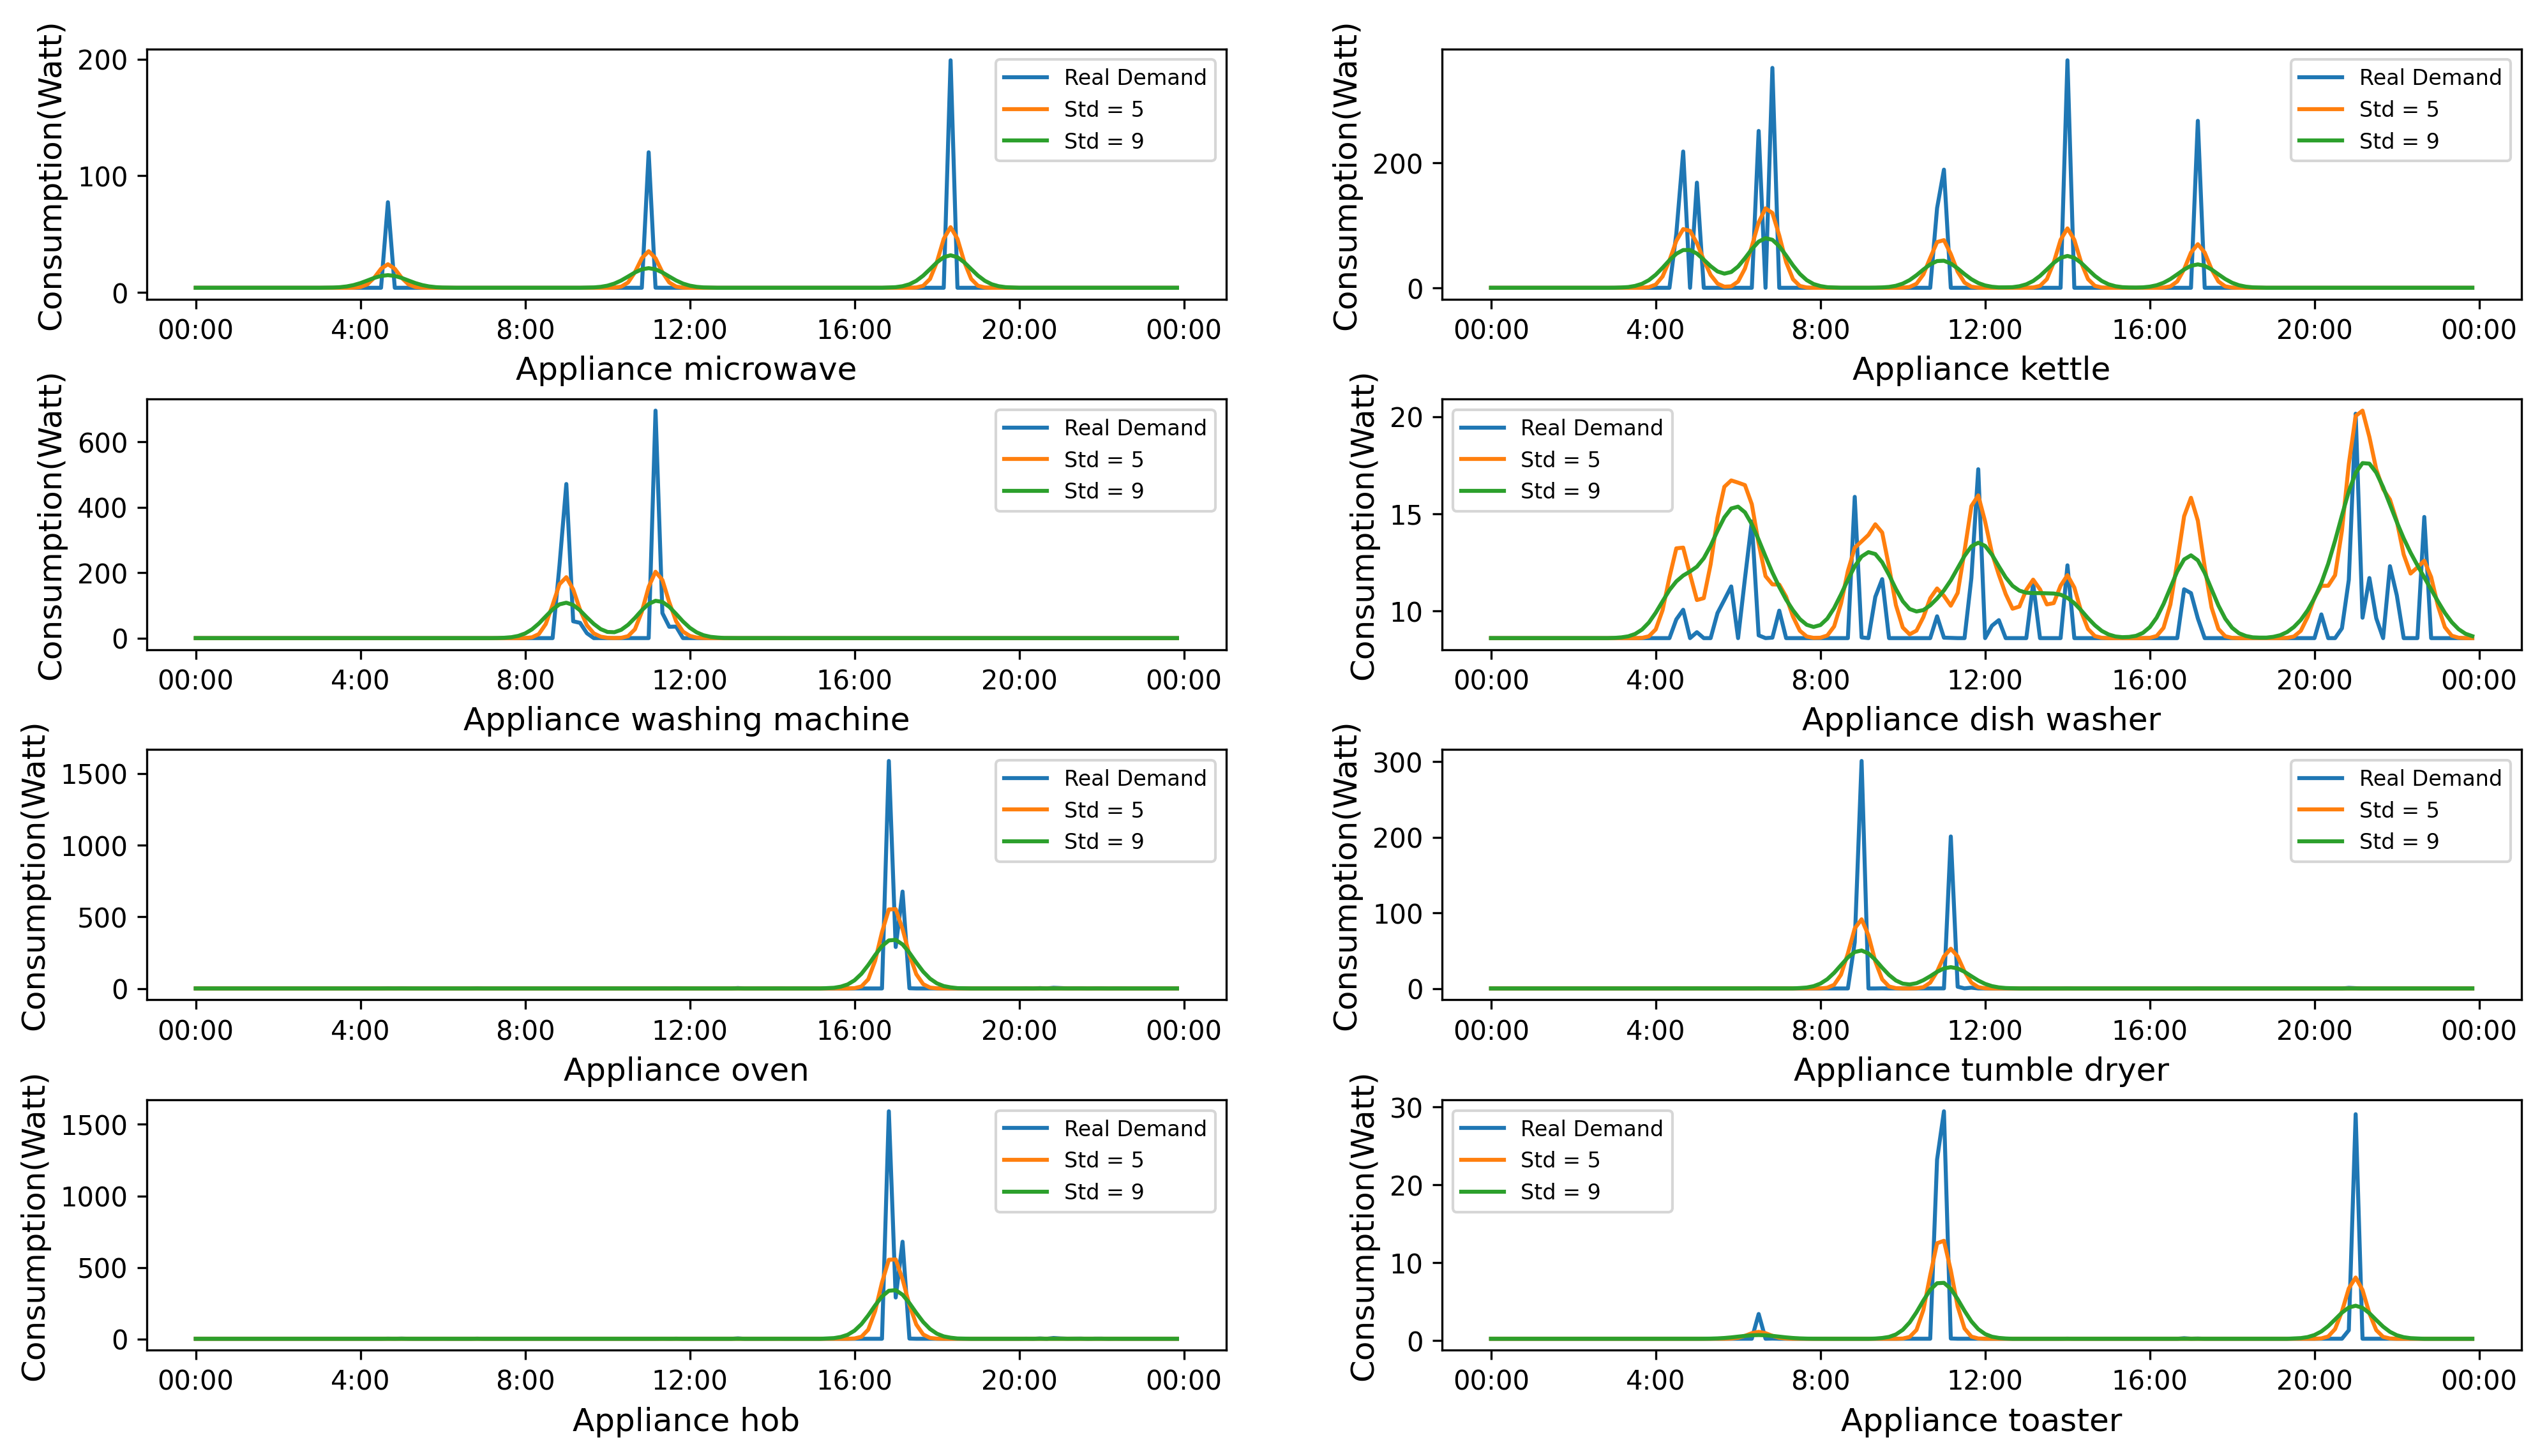 Consumption(Watt)
200
100
0
Real Demand
Std = 5
Std = 9
00:00 4:00 8:00 12:00 16:00 20:00 00:00
Appliance microwave
Consumption(Watt)
200
0
Real Demand
Std = 5
Std = 9
00:00 4:00 8:00 12:00 16:00 20:00 00:00
Appliance kettle
Consumption(Watt)
600
400
200
0
Real Demand
Std = 5
Std = 9
00:00 4:00 8:00 12:00 16:00 20:00 00:00
Appliance washing machine
Consumption(Watt)
20
15
10
Real Demand
Std = 5
Std = 9
00:00 4:00 8:00 12:00 16:00 20:00 00:00
Appliance dish washer
Consumption(Watt)
1500
1000
500
0
Real Demand
Std = 5
Std = 9
00:00 4:00 8:00 12:00 16:00 20:00 00:00
Appliance oven
Consumption(Watt)
300
200
100
0
Real Demand
Std = 5
Std = 9
00:00 4:00 8:00 12:00 16:00 20:00 00:00
Appliance tumble dryer
Consumption(Watt)
1500
1000
500
0
Real Demand
Std = 5
Std = 9
00:00 4:00 8:00 12:00 16:00 20:00 00:00
Appliance hob
Consumption(Watt)
30
20
10
0
Real Demand
Std = 5
Std = 9
00:00 4:00 8:00 12:00 16:00 20:00 00:00
Appliance toaster